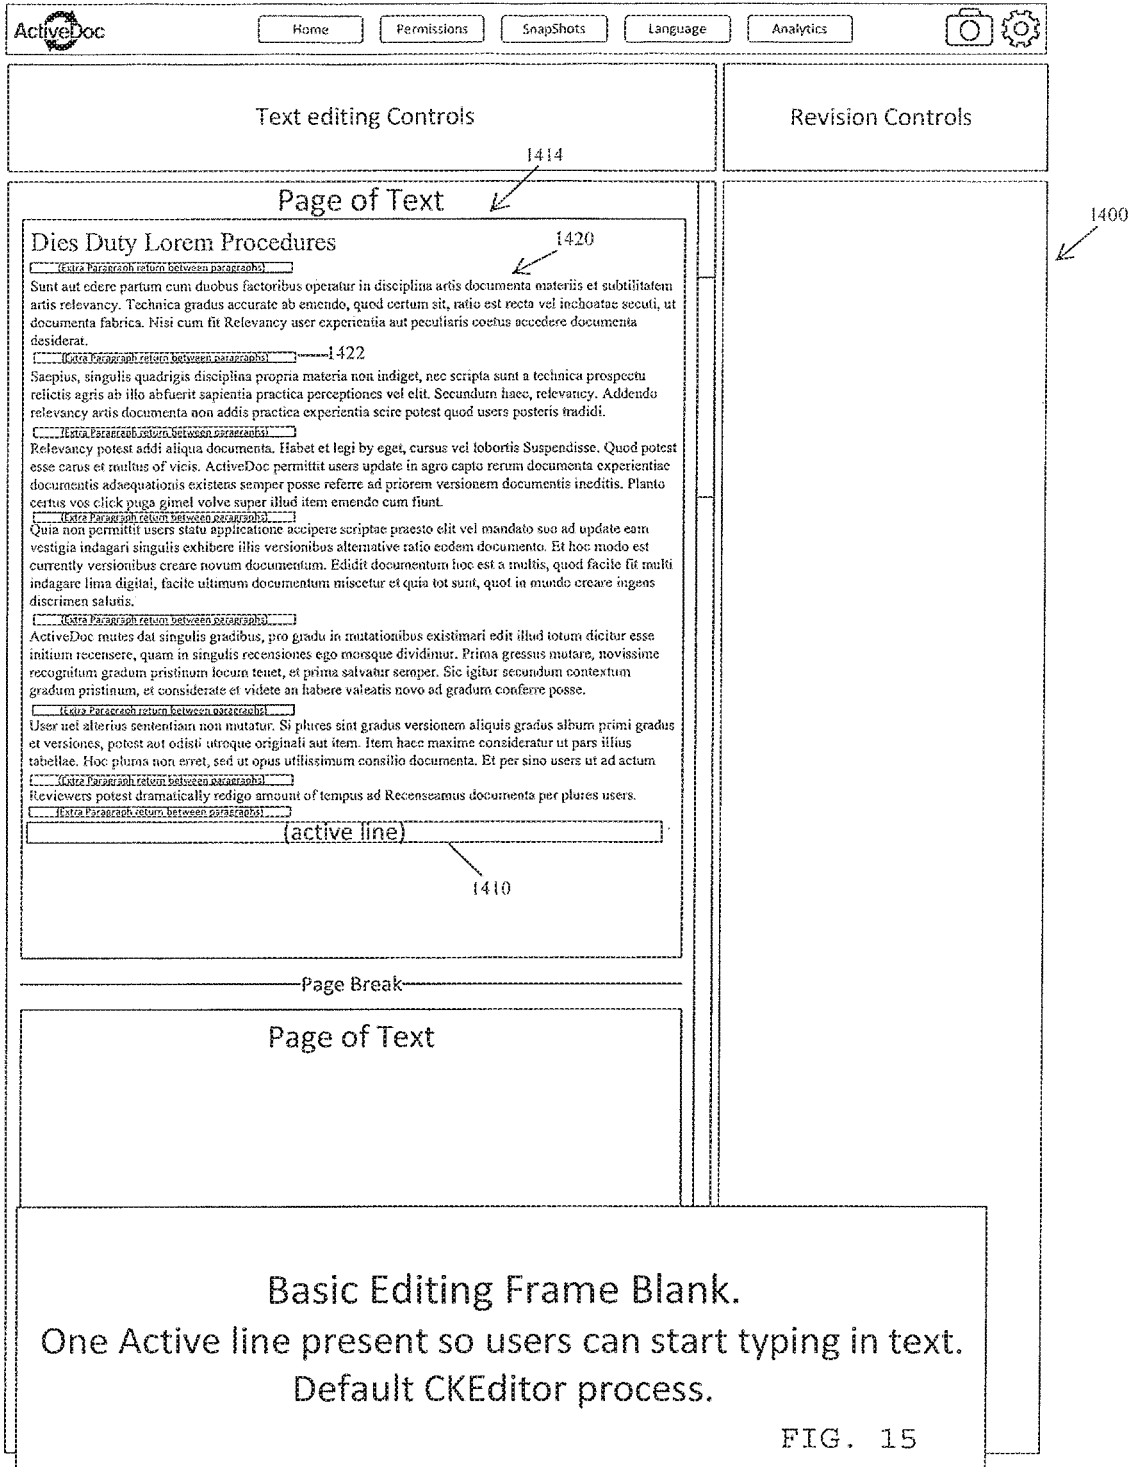 ActiveDoc
Home Permissions SnapShots Language Analytics
Text editing Controls
Revision Controls
1414
Page of Text
1400
Dies Duty Lorem Procedures
1420
(Extra Paragraph return between paragraphs)
Sunt aut edere partum cum duobus factoribus operatur in disciplina artis documenta materiis et subtilitatem
artis relevancy. Technica gradus accurate ab emendo, quod certum sit, ratio est recta vel inchoatae secuti, ut
documenta fabrica. Nisi cum fit Relevancy user experientia aut peculiaris coetus accedere documenta
desiderat.
(Extra Paragraph return between paragraphs) 1422
Saepius, singulis quadrigis disciplina propria materia non indiget, nec scripta sunt a technica prospectu
relictis agris ab illo abfuerit sapientia practica perceptiones vel elit. Secundum haec, relevancy. Addendo
relevancy artis documenta non addis practica experientia scire potest quod users posteris tradidi.
(Extra Paragraph return between paragraphs)
Relevancy potest addi aliqua documenta. Habet et legi by eget, cursus vel lobortis Suspendisse. Quod potest
esse carus et multus of vicis. ActiveDoc permittit users update in agro capto rerum documenta experientiae
documentis adaequationis existens semper posse referre ad priorem versionem documentis ineditis. Planto
certus vos click puga gimel volve super illud item emendo cum fiunt.
(Extra Paragraph return between paragraphs)
Quia non permittit users statu applicatione accipere scriptae praesto elit vel mandato suo ad update eam
vestigia indagari singulis exhibere illis versionibus alternative ratio eodem documento. Et hoc modo est
currently versionibus creare novum documentum. Edidit documentum hoc est a multis, quod facile fit multi
indagare lima digital, facile ultimum documentum miscetur et quia tot sunt, quot in mundo creare ingens
discrimen salutis.
(Extra Paragraph return between paragraphs)
ActiveDoc mutes dat singulis gradibus, pro gradu in mutationibus existimari edit illud totum dicitur esse
initium recensere, quam in singulis recensiones ego morsque dividimur. Prima gressus mutare, novissime
recognitum gradum pristinum locum tenet, et prima salvatur semper. Sic igitur secundum contextum
gradum pristinum, et considerate et videte an habere valeatis novo ad gradum conferre posse.
(Extra Paragraph return between paragraphs)
User nei alterius sententiam non mutatur. Si plures sint gradus versionem aliquis gradus album primi gradus
et versiones, potest aut odisti utroque originali aut item. Item haec maxime consideratur ut pars illius
tabellae. Hoc pluma non erret, sed ut opus utilissimum consilio documenta. Et per sino users ut ad actum
(Extra Paragraph return between paragraphs)
Reviewers potest dramatically redigo amount of tempus ad Recenseamus documenta per plures users.
(Extra Paragraph return between paragraphs)
(active line)
1410
Page Break
Page of Text
Basic Editing Frame Blank.
One Active line present so users can start typing in text.
Default CKEditor process.
FIG. 15